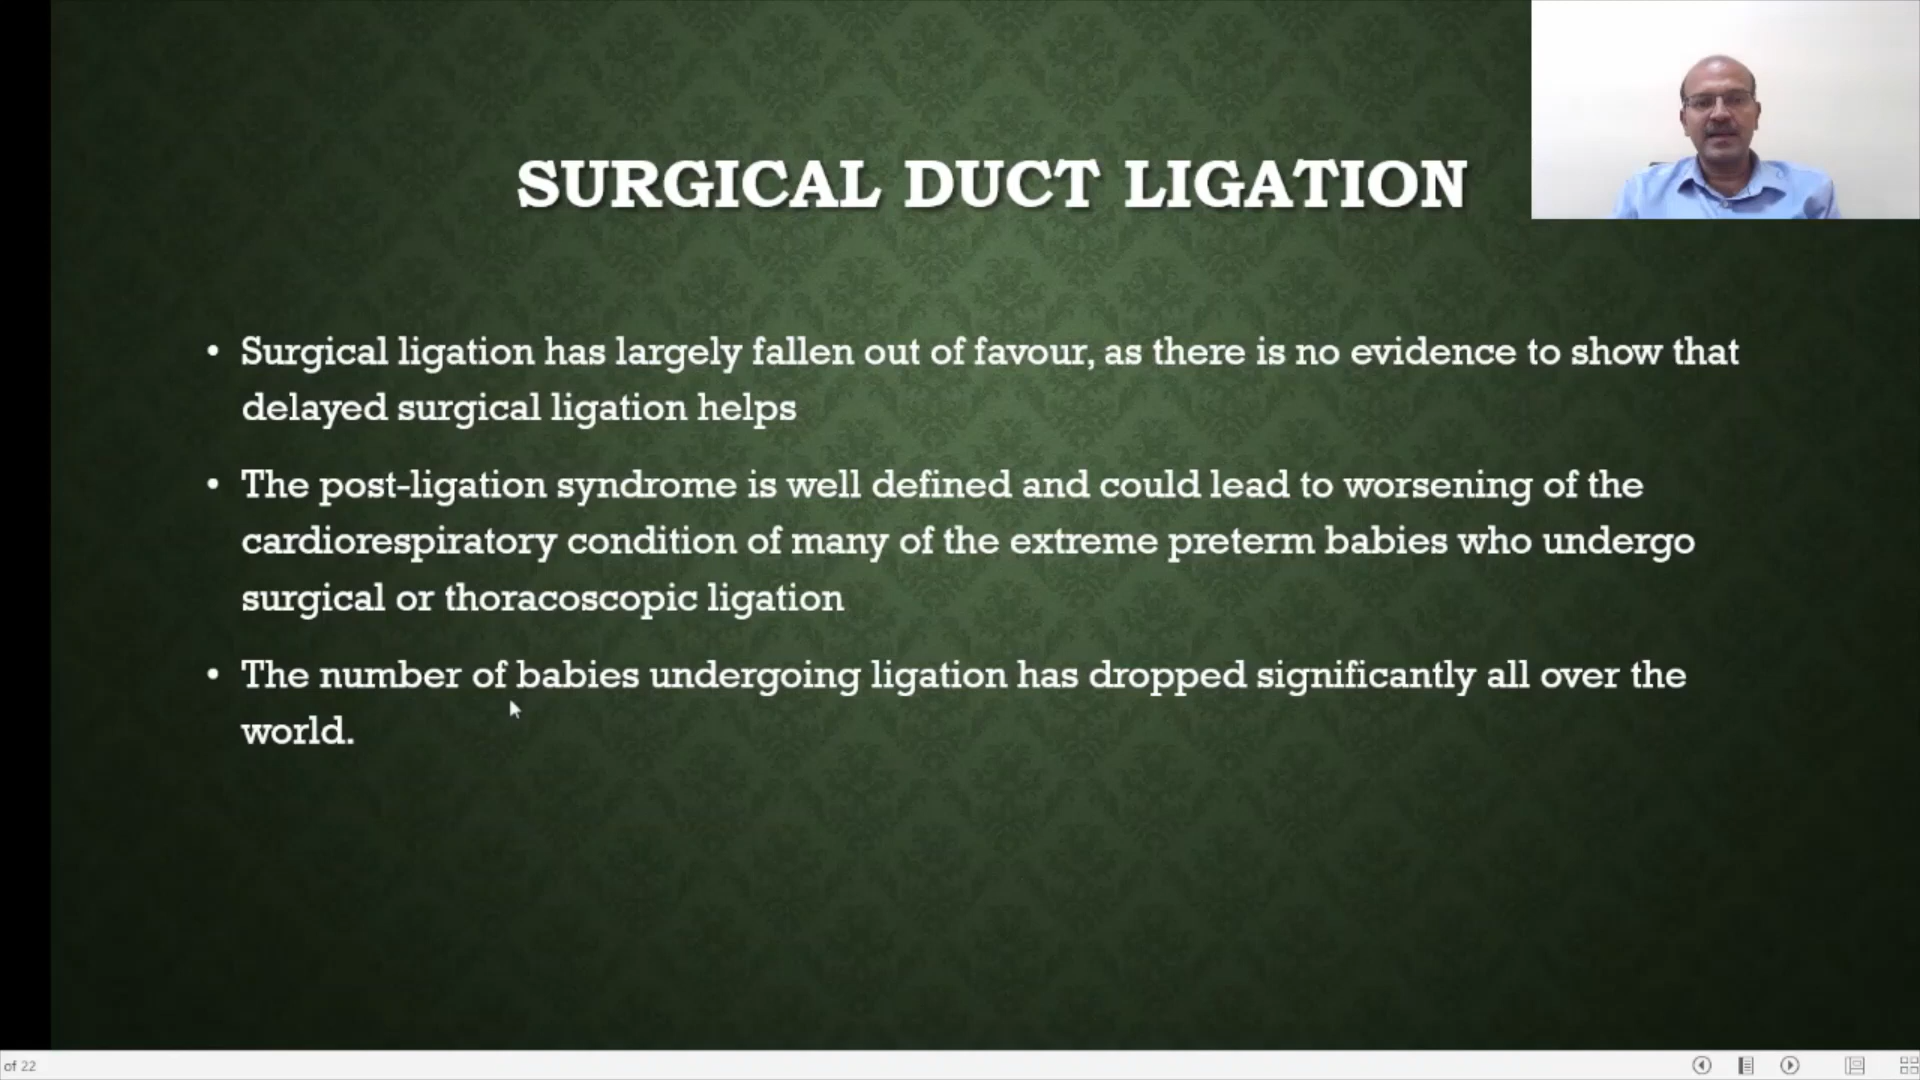 SURGICAL DUCT LIGATION
• Surgical ligation has largely fallen out of favour, as there is no evidence to show that
delayed surgical ligation helps
• The post-ligation syndrome is well defined and could lead to worsening of the
cardiorespiratory condition of many of the extreme preterm babies who undergo
surgical or thoracoscopic ligation
• The number of babies undergoing ligation has dropped significantly all over the
world.
of 22